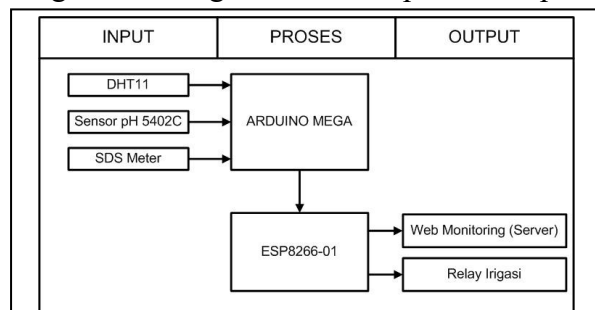 INPUT PROSES OUTPUT
DHT11
Sensor pH 5402C
SDS Meter
ARDUINO MEGA
ESP8266-01
Web Monitoring (Server)
Relay Irigasi